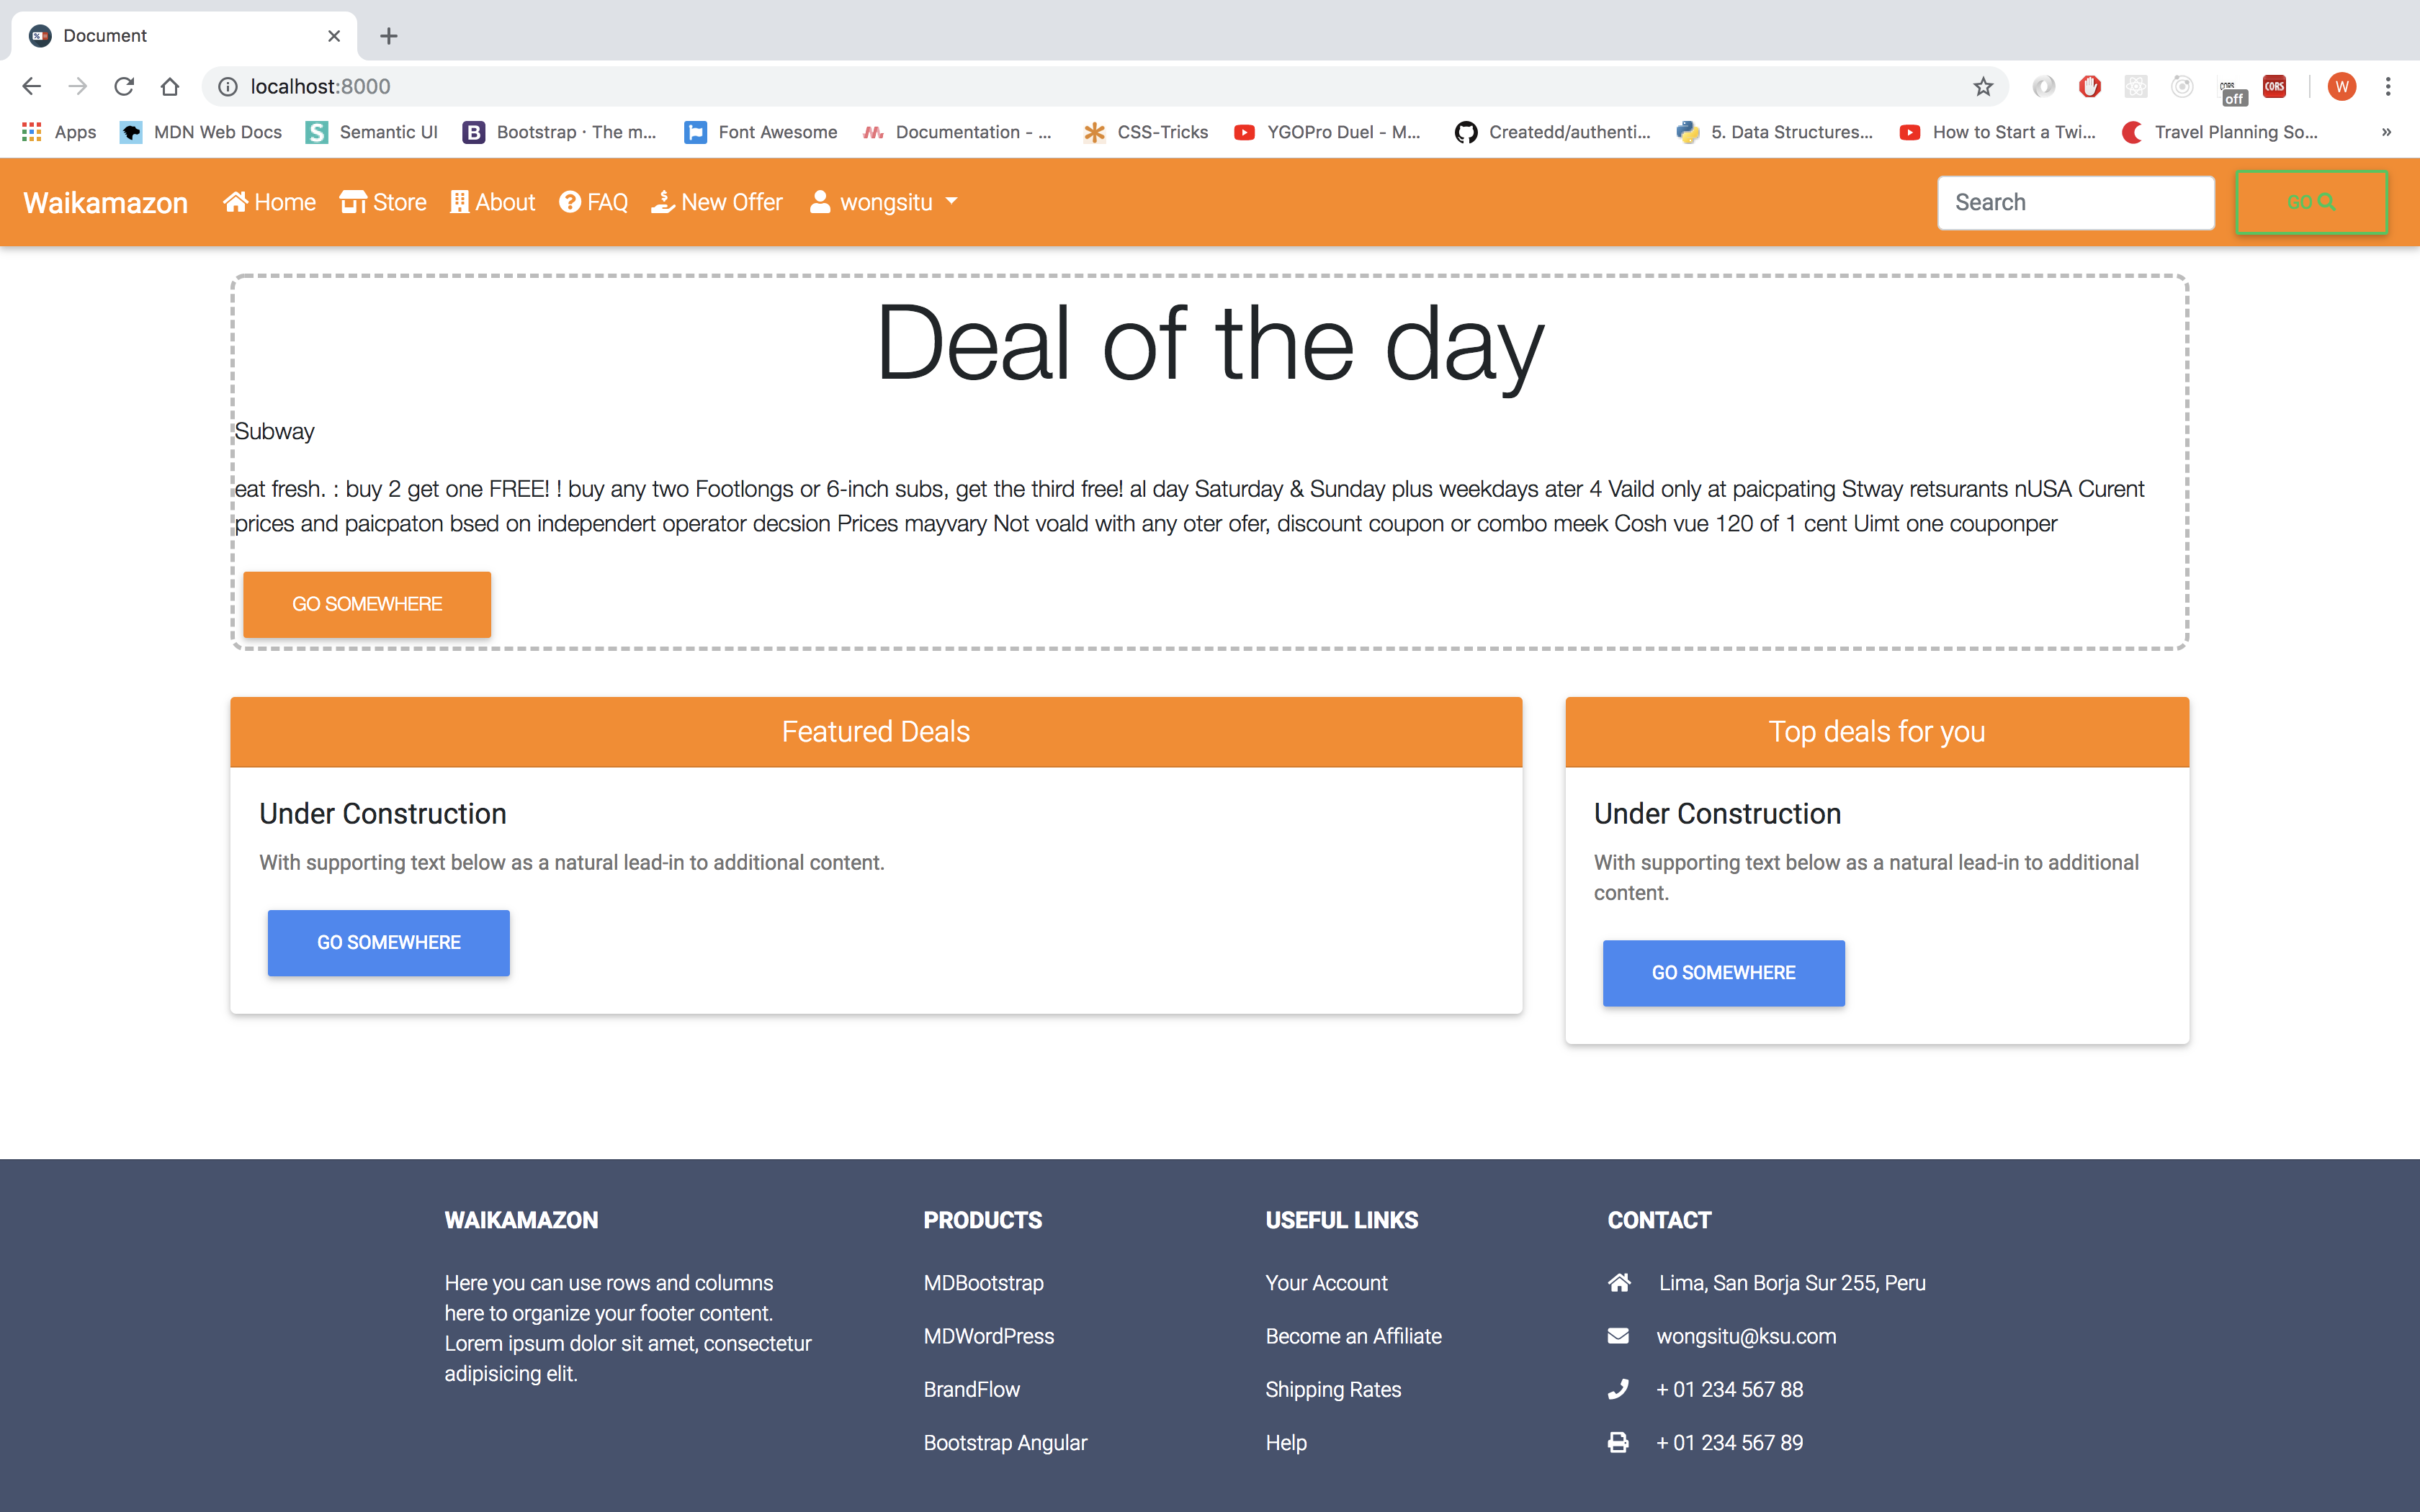 Document
localhost:8000
off
CORS
W
Apps
MDN Web Docs
Semantic UI
Bootstrap · The m...
Font Awesome
Documentation - ...
CSS-Tricks
YGOPro Duel - M...
Createdd/authenti...
5. Data Structures...
How to Start a Twi...
Travel Planning So...
»
Waikamazon
Home
Store
About
FAQ
New Offer
wongsitu
Search
GO
Deal of the day
Subway
eat fresh. : buy 2 get one FREE! ! buy any two Footlongs or 6-inch subs, get the third free! al day Saturday & Sunday plus weekdays ater 4 Vaild only at paicpating Stway retsurants nUSA Curent
prices and paicpaton bsed on independert operator decsion Prices mayvary Not voald with any oter ofer, discount coupon or combo meek Cosh vue 120 of 1 cent Uimt one couponper
GO SOMEWHERE
Featured Deals
Under Construction
With supporting text below as a natural lead-in to additional content.
GO SOMEWHERE
Top deals for you
Under Construction
With supporting text below as a natural lead-in to additional
content.
GO SOMEWHERE
WAIKAMAZON
Here you can use rows and columns
here to organize your footer content.
Lorem ipsum dolor sit amet, consectetur
adipisicing elit.
PRODUCTS
MDBootstrap
MDWordPress
BrandFlow
Bootstrap Angular
USEFUL LINKS
Your Account
Become an Affiliate
Shipping Rates
Help
CONTACT
Lima, San Borja Sur 255, Peru
wongsitu@ksu.com
+ 01 234 567 88
+ 01 234 567 89